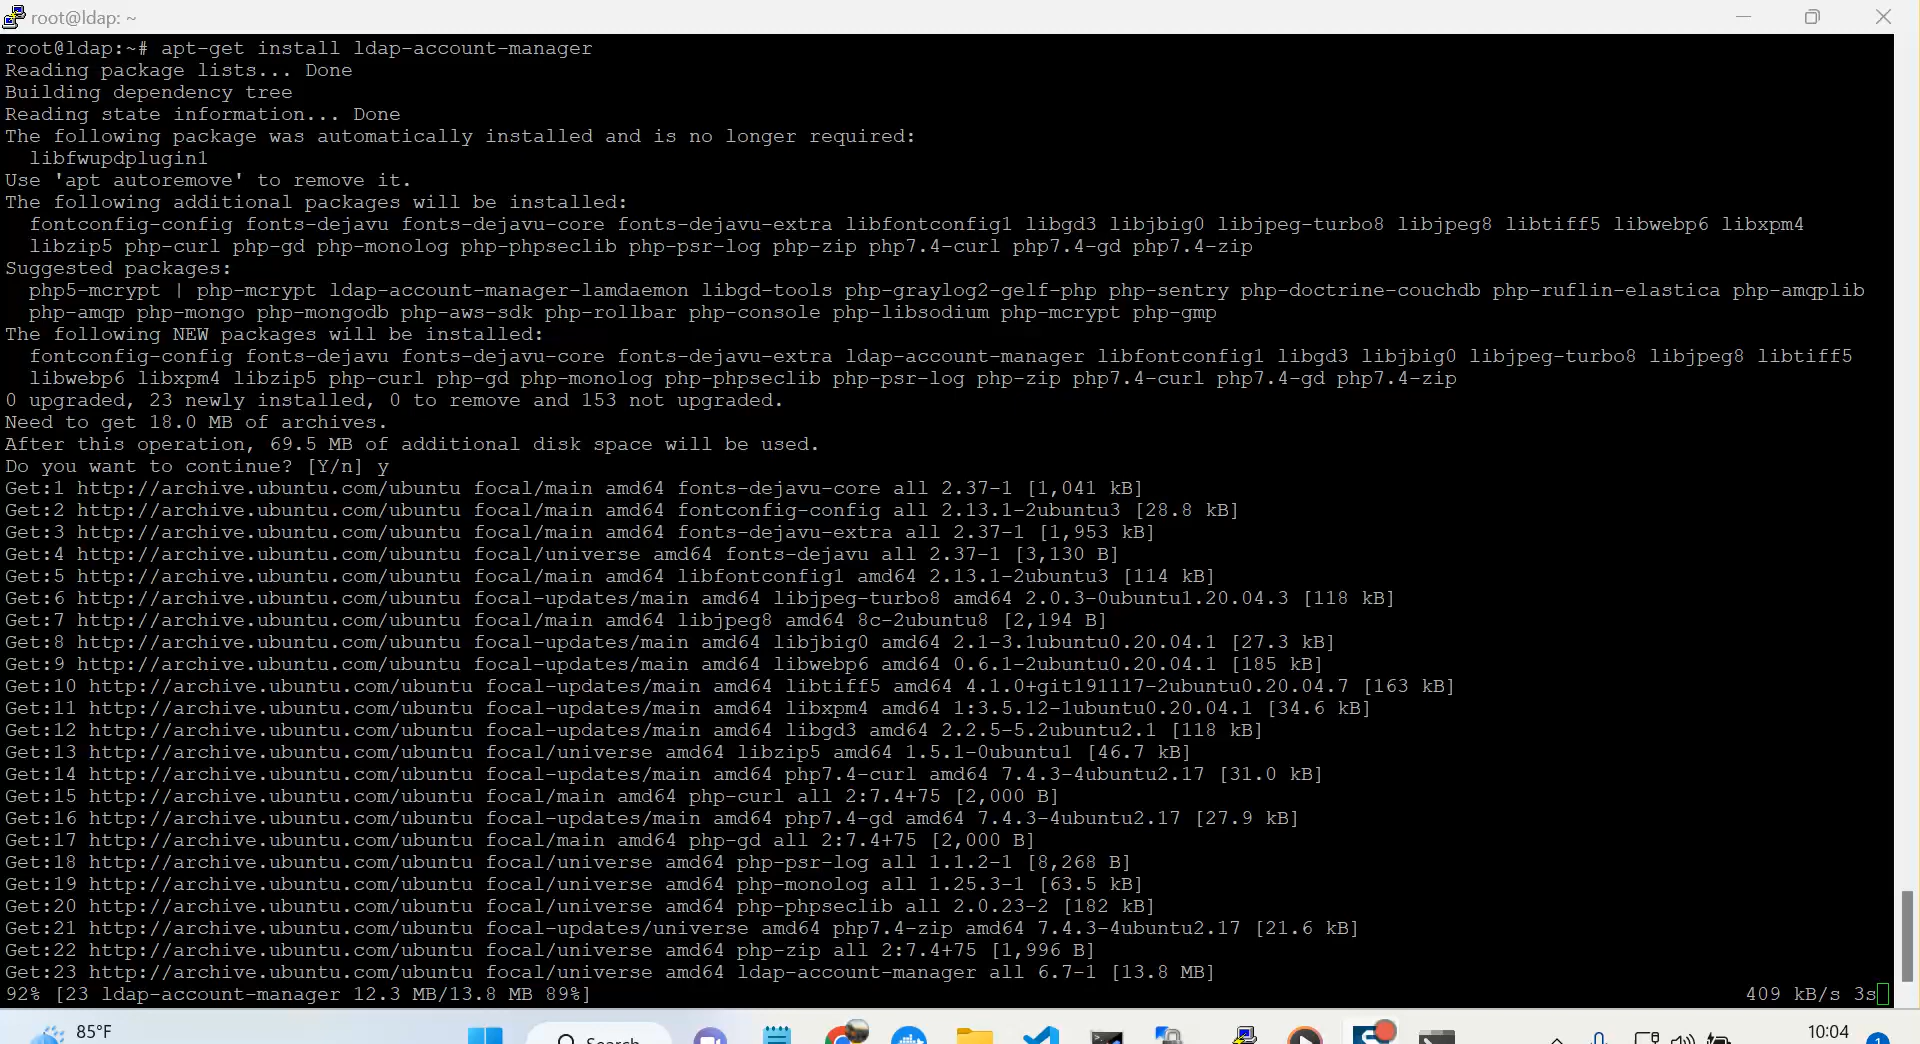 root@ldap: ~
root@ldap:~# apt-get install ldap-account-manager
Reading package lists... Done
Building dependency tree
Reading state information... Done
The following package was automatically installed and is no longer required:
libfwupdplugin1
Use 'apt autoremove' to remove it.
The following additional packages will be installed:
fontconfig-config fonts-dejavu fonts-dejavu-core fonts-dejavu-extra libfontconfig1 libgd3 libjbig0 libjpeg-turbo8 libjpeg8 libtiff5 libwebp6 libxpm4
libzip5 php-curl php-gd php-monolog php-phpseclib php-psr-log php-zip php7.4-curl php7.4-gd php7.4-zip
Suggested packages:
php5-mcrypt | php-mcrypt ldap-account-manager-lamdaemon libgd-tools php-graylog2-gelf-php php-sentry php-doctrine-couchdb php-ruflin-elastica php-amqplib
php-amqp php-mongo php-mongodb php-aws-sdk php-rollbar php-console php-libsodium php-mcrypt php-gmp
The following NEW packages will be installed:
fontconfig-config fonts-dejavu fonts-dejavu-core fonts-dejavu-extra ldap-account-manager libfontconfig1 libgd3 libjbig0 libjpeg-turbo8 libjpeg8 libtiff5
libwebp6 libxpm4 libzip5 php-curl php-gd php-monolog php-phpseclib php-psr-log php-zip php7.4-curl php7.4-gd php7.4-zip
0 upgraded, 23 newly installed, 0 to remove and 153 not upgraded.
Need to get 18.0 MB of archives.
After this operation, 69.5 MB of additional disk space will be used.
Do you want to continue? [Y/n] y
Get:1 http://archive.ubuntu.com/ubuntu focal/main amd64 fonts-dejavu-core all 2.37-1 [1,041 kB]
Get:2 http://archive.ubuntu.com/ubuntu focal/main amd64 fontconfig-config all 2.13.1-2ubuntu3 [28.8 kB]
Get:3 http://archive.ubuntu.com/ubuntu focal/main amd64 fonts-dejavu-extra all 2.37-1 [1,953 kB]
Get:4 http://archive.ubuntu.com/ubuntu focal/universe amd64 fonts-dejavu all 2.37-1 [3,130 B]
Get:5 http://archive.ubuntu.com/ubuntu focal/main amd64 libfontconfig1 amd64 2.13.1-2ubuntu3 [114 kB]
Get:6 http://archive.ubuntu.com/ubuntu focal-updates/main amd64 libjpeg-turbo8 amd64 2.0.3-0ubuntu1.20.04.3 [118 kB]
Get:7 http://archive.ubuntu.com/ubuntu focal/main amd64 libjpeg8 amd64 8c-2ubuntu8 [2,194 B]
Get:8 http://archive.ubuntu.com/ubuntu focal-updates/main amd64 libjbig0 amd64 2.1-3.1ubuntu0.20.04.1 [27.3 kB]
Get:9 http://archive.ubuntu.com/ubuntu focal-updates/main amd64 libwebp6 amd64 0.6.1-2ubuntu0.20.04.1 [185 kB]
Get:10 http://archive.ubuntu.com/ubuntu focal-updates/main amd64 libtiff5 amd64 4.1.0+git191117-2ubuntu0.20.04.7 [163 kB]
Get:11 http://archive.ubuntu.com/ubuntu focal-updates/main amd64 libxpm4 amd64 1:3.5.12-1ubuntu0.20.04.1 [34.6 kB]
Get:12 http://archive.ubuntu.com/ubuntu focal-updates/main amd64 libgd3 amd64 2.2.5-5.2ubuntu2.1 [118 kB]
Get:13 http://archive.ubuntu.com/ubuntu focal/universe amd64 libzip5 amd64 1.5.1-0ubuntu1 [46.7 kB]
Get:14 http://archive.ubuntu.com/ubuntu focal-updates/main amd64 php7.4-curl amd64 7.4.3-4ubuntu2.17 [31.0 kB]
Get:15 http://archive.ubuntu.com/ubuntu focal/main amd64 php-curl all 2:7.4+75 [2,000 B]
Get:16 http://archive.ubuntu.com/ubuntu focal-updates/main amd64 php7.4-gd amd64 7.4.3-4ubuntu2.17 [27.9 kB]
Get:17 http://archive.ubuntu.com/ubuntu focal/main amd64 php-gd all 2:7.4+75 [2,000 B]
Get:18 http://archive.ubuntu.com/ubuntu focal/universe amd64 php-psr-log all 1.1.2-1 [8,268 B]
Get:19 http://archive.ubuntu.com/ubuntu focal/universe amd64 php-monolog all 1.25.3-1 [63.5 kB]
Get:20 http://archive.ubuntu.com/ubuntu focal/universe amd64 php-phpseclib all 2.0.23-2 [182 kB]
Get:21 http://archive.ubuntu.com/ubuntu focal-updates/universe amd64 php7.4-zip amd64 7.4.3-4ubuntu2.17 [21.6 kB]
Get:22 http://archive.ubuntu.com/ubuntu focal/universe amd64 php-zip all 2:7.4+75 [1,996 B]
Get:23 http://archive.ubuntu.com/ubuntu focal/universe amd64 ldap-account-manager all 6.7-1 [13.8 MB]
92% [23 ldap-account-manager 12.3 MB/13.8 MB 89%] 409 kB/s 3s
85°F Search 10:04 1